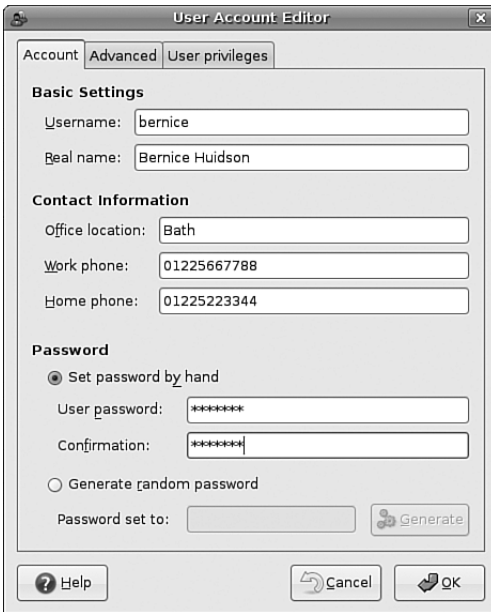 User Account Editor
Account Advanced User privileges
Basic Settings
Username: bernice
Real name: Bernice Huidson
Contact Information
Office location: Bath
Work phone: 01225667788
Home phone: 01225223344
Password
Set password by hand
User password: *******
Confirmation: *******
Generate random password
Password set to: Generate
Help Cancel OK